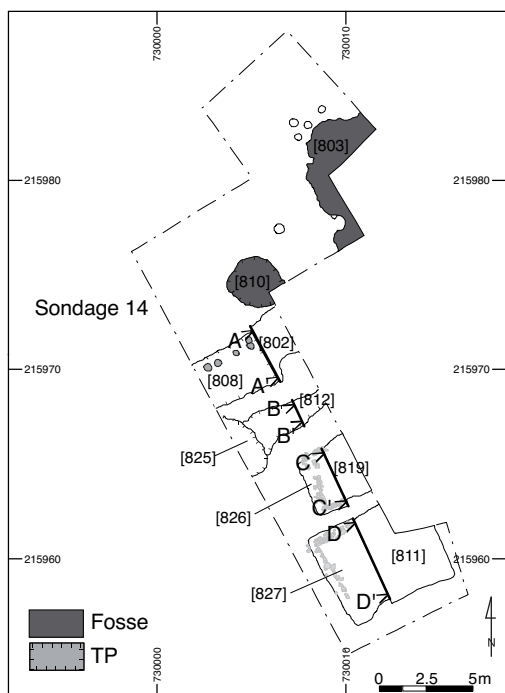 730000
730010
[803]
215980
215980
[810]
Sondage 14
A
[802]
215970
215970
[808]
A'
B
[812]
B'
[825]
C
[819]
[826]
C'
D
215960
215960
[811]
[827]
D'
Fosse
TP
730000
730010
N
0 2.5 5m